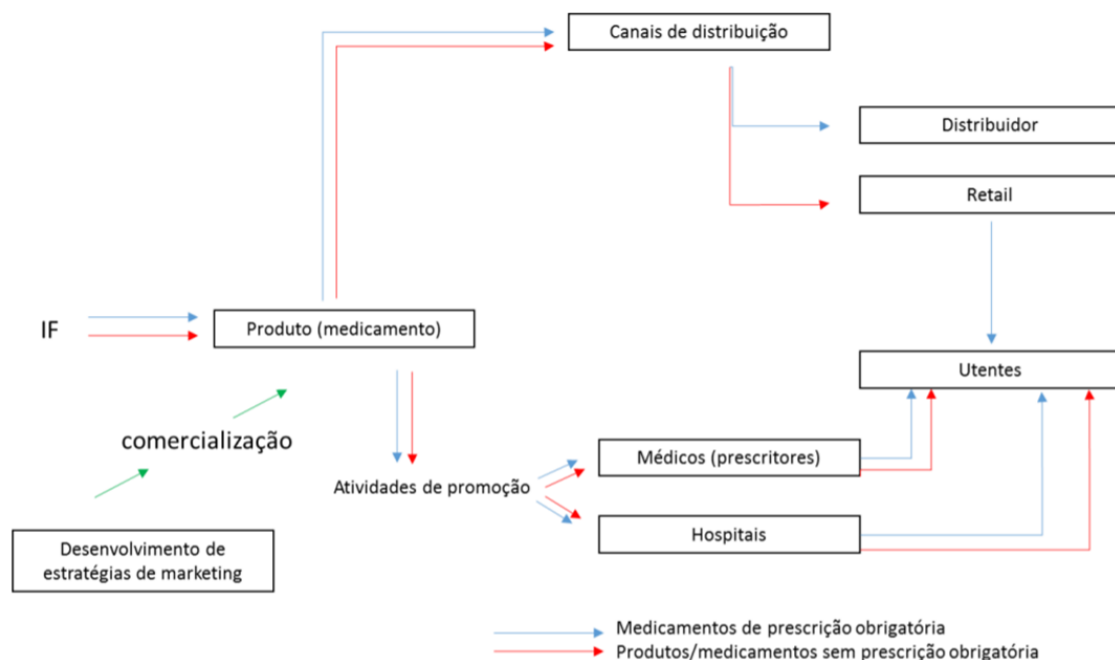 Canais de distribuição
Distribuidor
Retail
IF
Produto (medicamento)
Utentes
comercialização
Médicos (prescritores)
Atividades de promoção
Hospitais
Desenvolvimento de
estratégias de marketing
Medicamentos de prescrição obrigatória
Produtos/medicamentos sem prescrição obrigatória